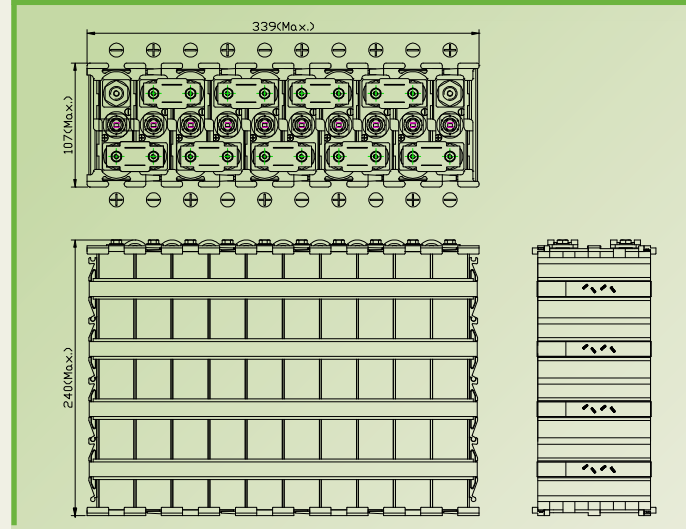 339(Max.)
⊖ ⊕ ⊖ ⊕ ⊖ ⊕ ⊖ ⊕ ⊖ ⊕
107(Max.)
⊕ ⊖ ⊕ ⊖ ⊕ ⊖ ⊕ ⊖ ⊕ ⊖
240(Max.)